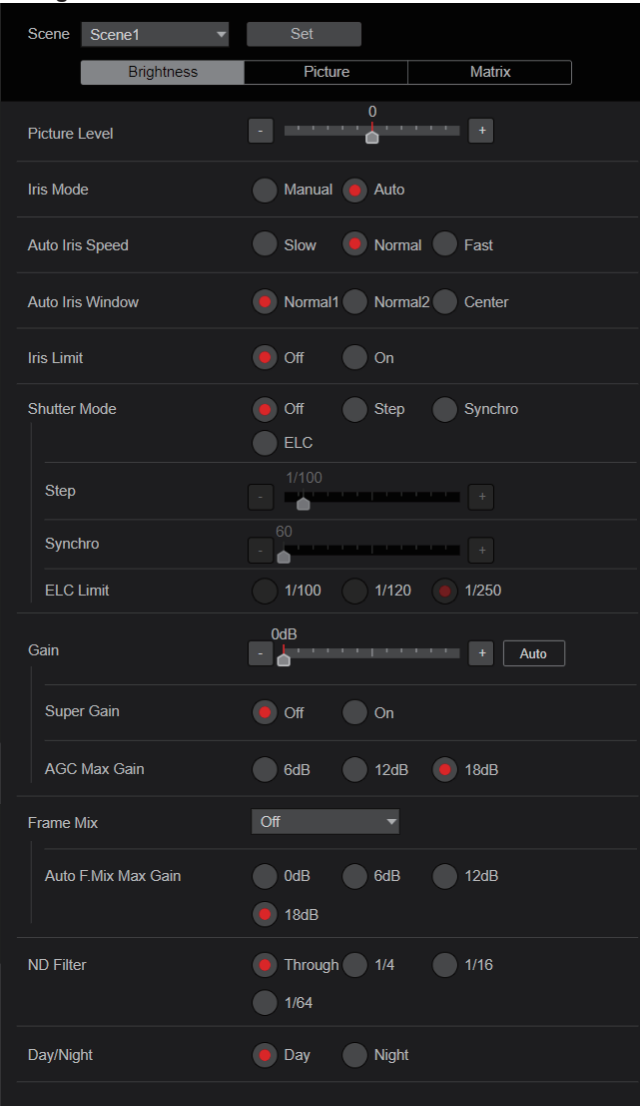 Scene Scene1 Set
Brightness Picture Matrix
0
Picture Level - +
Iris Mode Manual Auto
Auto Iris Speed Slow Normal Fast
Auto Iris Window Normal1 Normal2 Center
Iris Limit Off On
Shutter Mode Off Step Synchro
ELC
1/100
Step - +
60
Synchro - +
ELC Limit 1/100 1/120 1/250
0dB
Gain - + Auto
Super Gain Off On
AGC Max Gain 6dB 12dB 18dB
Frame Mix Off
Auto F.Mix Max Gain 0dB 6dB 12dB
18dB
ND Filter Through 1/4 1/16
1/64
Day/Night Day Night